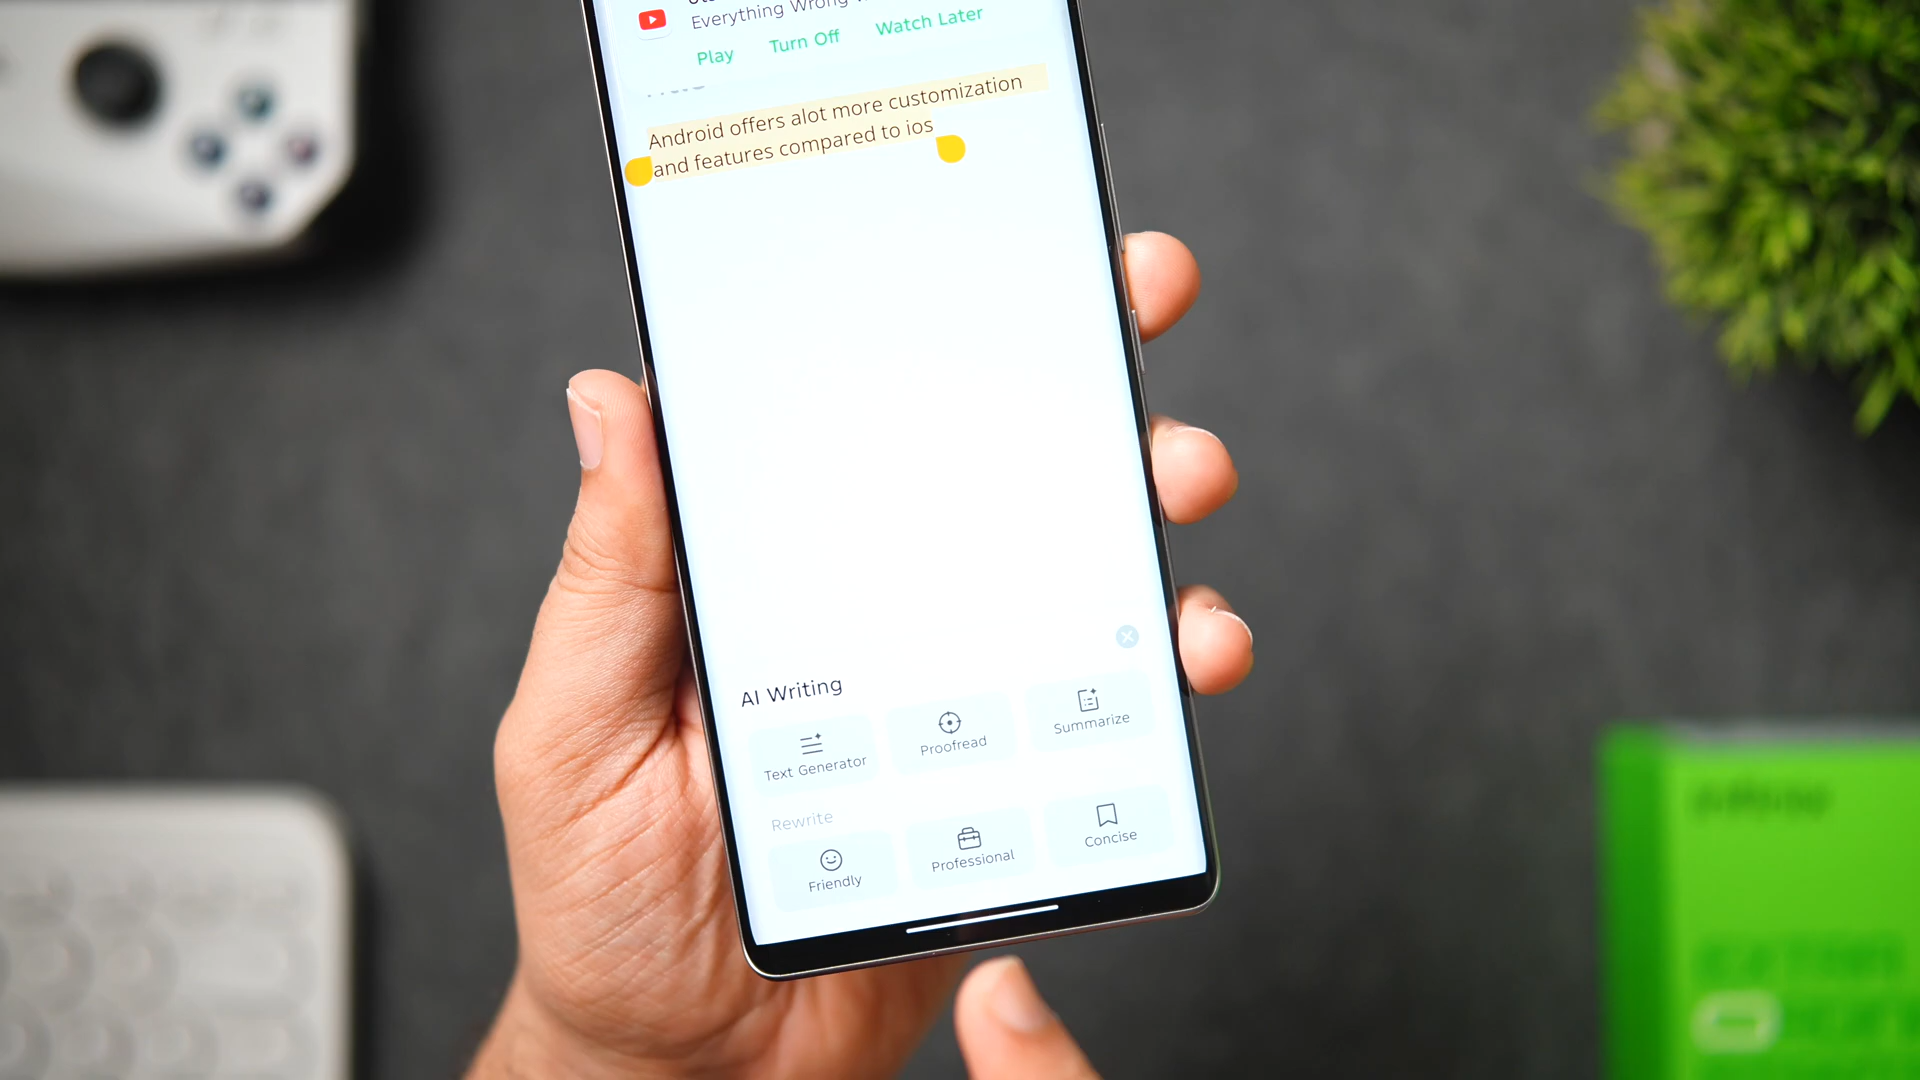 Everything Wrong
Play Turn Off Watch Later
Android offers alot more customization
and features compared to ios
AI Writing
Text Generator Proofread Summarize
Rewrite
Friendly Professional Concise